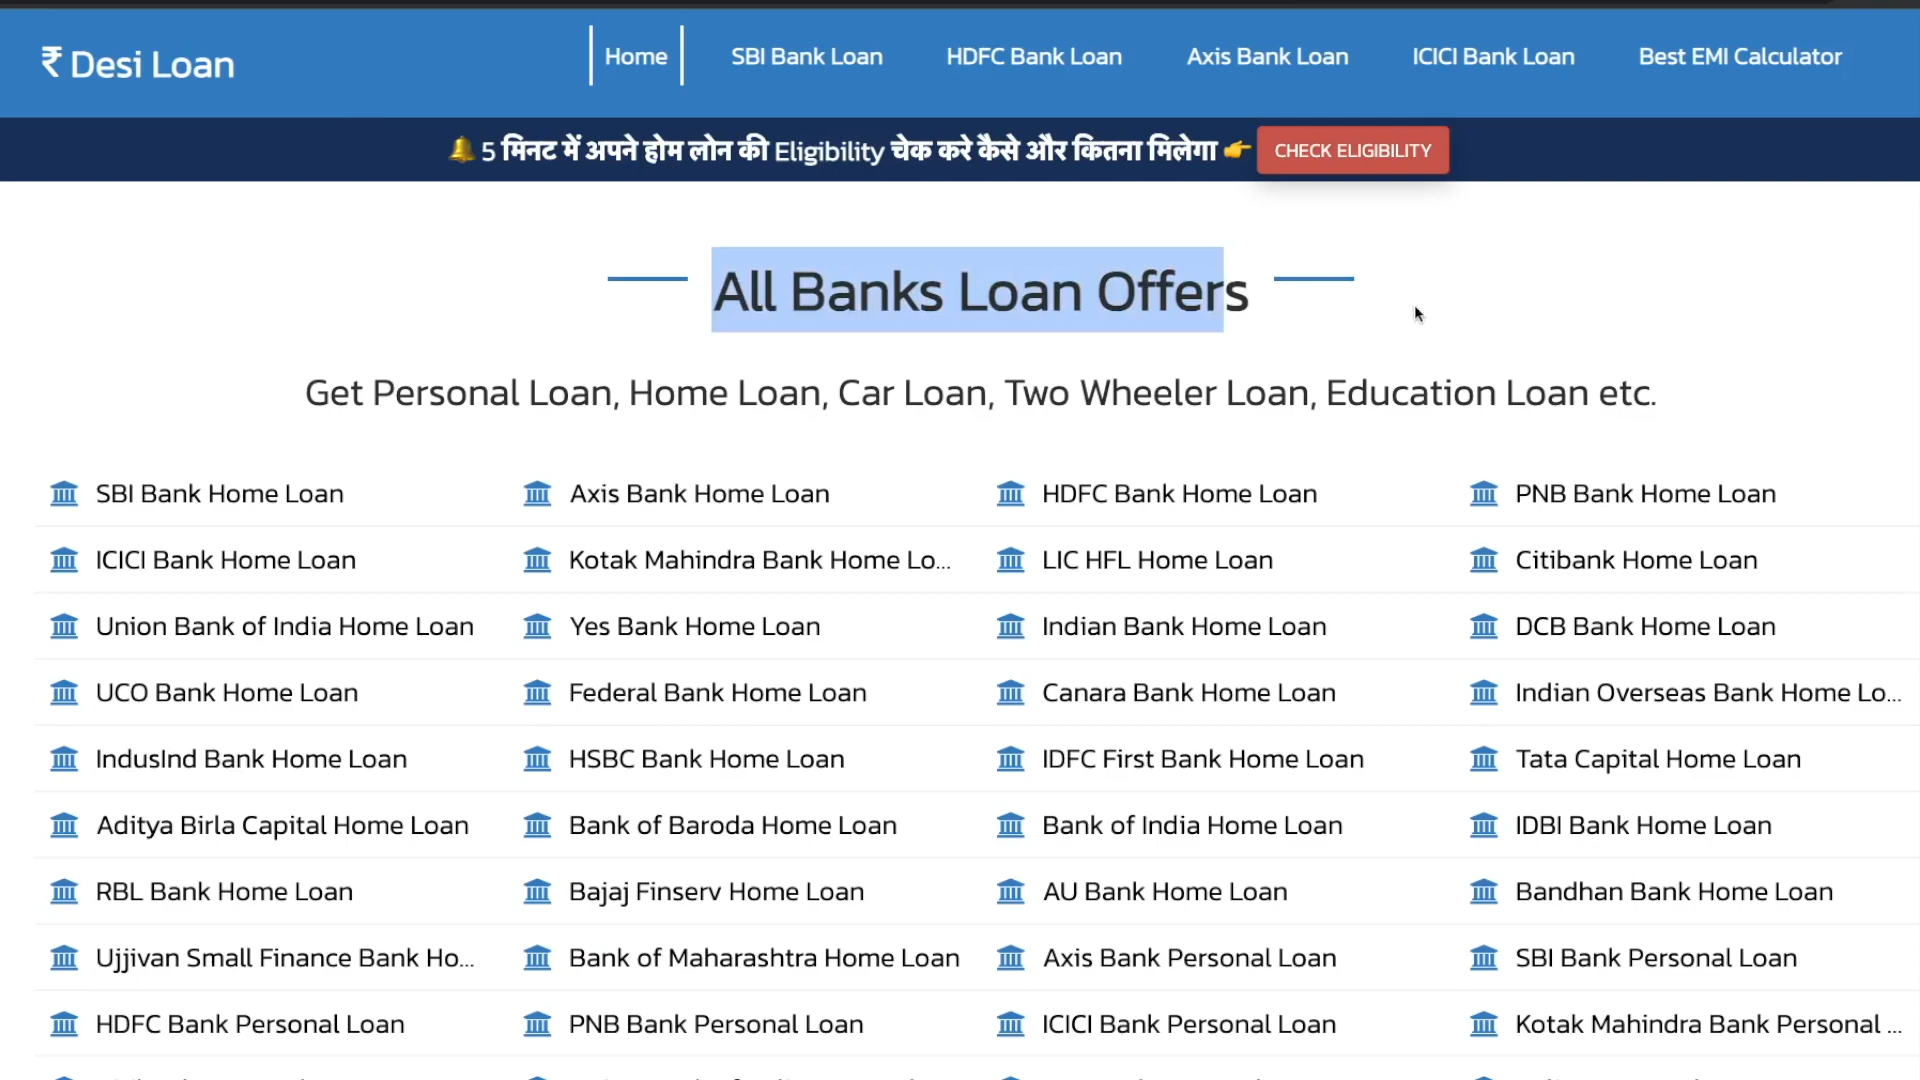 ₹ Desi Loan
Home
SBI Bank Loan
HDFC Bank Loan
Axis Bank Loan
ICICI Bank Loan
Best EMI Calculator
🔔 5 मिनट में अपने होम लोन की Eligibility चेक करे कैसे और कितना मिलेगा 👉 CHECK ELIGIBILITY
All Banks Loan Offers
Get Personal Loan, Home Loan, Car Loan, Two Wheeler Loan, Education Loan etc.
SBI Bank Home Loan
Axis Bank Home Loan
HDFC Bank Home Loan
PNB Bank Home Loan
ICICI Bank Home Loan
Kotak Mahindra Bank Home Lo...
LIC HFL Home Loan
Citibank Home Loan
Union Bank of India Home Loan
Yes Bank Home Loan
Indian Bank Home Loan
DCB Bank Home Loan
UCO Bank Home Loan
Federal Bank Home Loan
Canara Bank Home Loan
Indian Overseas Bank Home Lo...
IndusInd Bank Home Loan
HSBC Bank Home Loan
IDFC First Bank Home Loan
Tata Capital Home Loan
Aditya Birla Capital Home Loan
Bank of Baroda Home Loan
Bank of India Home Loan
IDBI Bank Home Loan
RBL Bank Home Loan
Bajaj Finserv Home Loan
AU Bank Home Loan
Bandhan Bank Home Loan
Ujjivan Small Finance Bank Ho...
Bank of Maharashtra Home Loan
Axis Bank Personal Loan
SBI Bank Personal Loan
HDFC Bank Personal Loan
PNB Bank Personal Loan
ICICI Bank Personal Loan
Kotak Mahindra Bank Personal ...